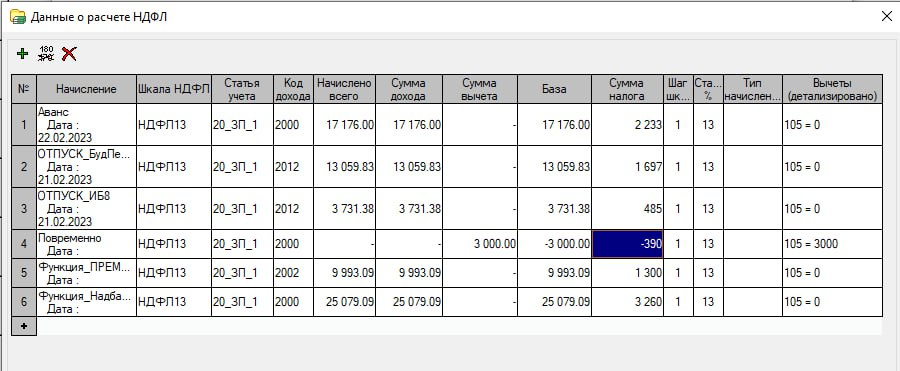 Данные о расчете НДФЛ
№ Начисление Шкала НДФЛ Статья учета Код дохода Начислено всего Сумма дохода Сумма вычета База Сумма налога Шаг шк... Ста... % Тип начислен... Вычеты (детализировано)
1 Аванс Дата : 22.02.2023 НДФЛ13 20_ЗП_1 2000 17 176.00 17 176.00 - 17 176.00 2 233 1 13 105 = 0
2 ОТПУСК_БудПе... Дата : 21.02.2023 НДФЛ13 20_ЗП_1 2012 13 059.83 13 059.83 - 13 059.83 1 697 1 13 105 = 0
3 ОТПУСК_ИБ8 Дата : 21.02.2023 НДФЛ13 20_ЗП_1 2012 3 731.38 3 731.38 - 3 731.38 485 1 13 105 = 0
4 Повременно Дата : НДФЛ13 20_ЗП_1 2000 - - 3 000.00 -3 000.00 -390 1 13 105 = 3000
5 Функция_ПРЕМ... Дата : НДФЛ13 20_ЗП_1 2002 9 993.09 9 993.09 - 9 993.09 1 300 1 13 105 = 0
6 Функция_Надба... Дата : НДФЛ13 20_ЗП_1 2000 25 079.09 25 079.09 - 25 079.09 3 260 1 13 105 = 0